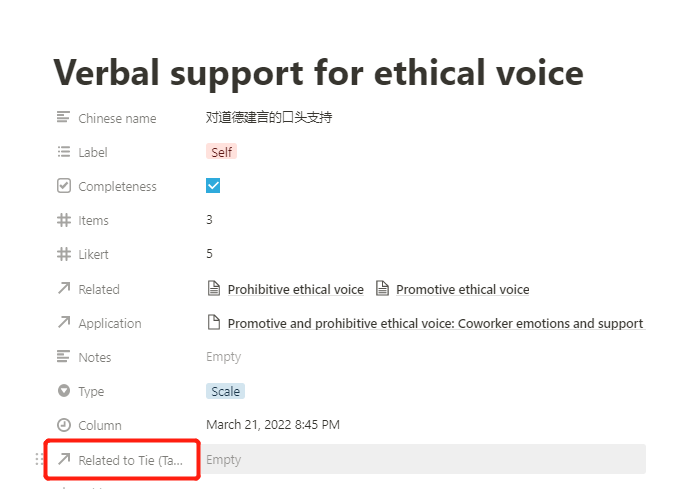 Verbal support for ethical voice
Chinese name 对道德建言的口头支持
Label Self
Completeness
Items 3
Likert 5
Related Prohibitive ethical voice Promotive ethical voice
Application Promotive and prohibitive ethical voice: Coworker emotions and support
Notes Empty
Type Scale
Column March 21, 2022 8:45 PM
Related to Tie (Ta... Empty